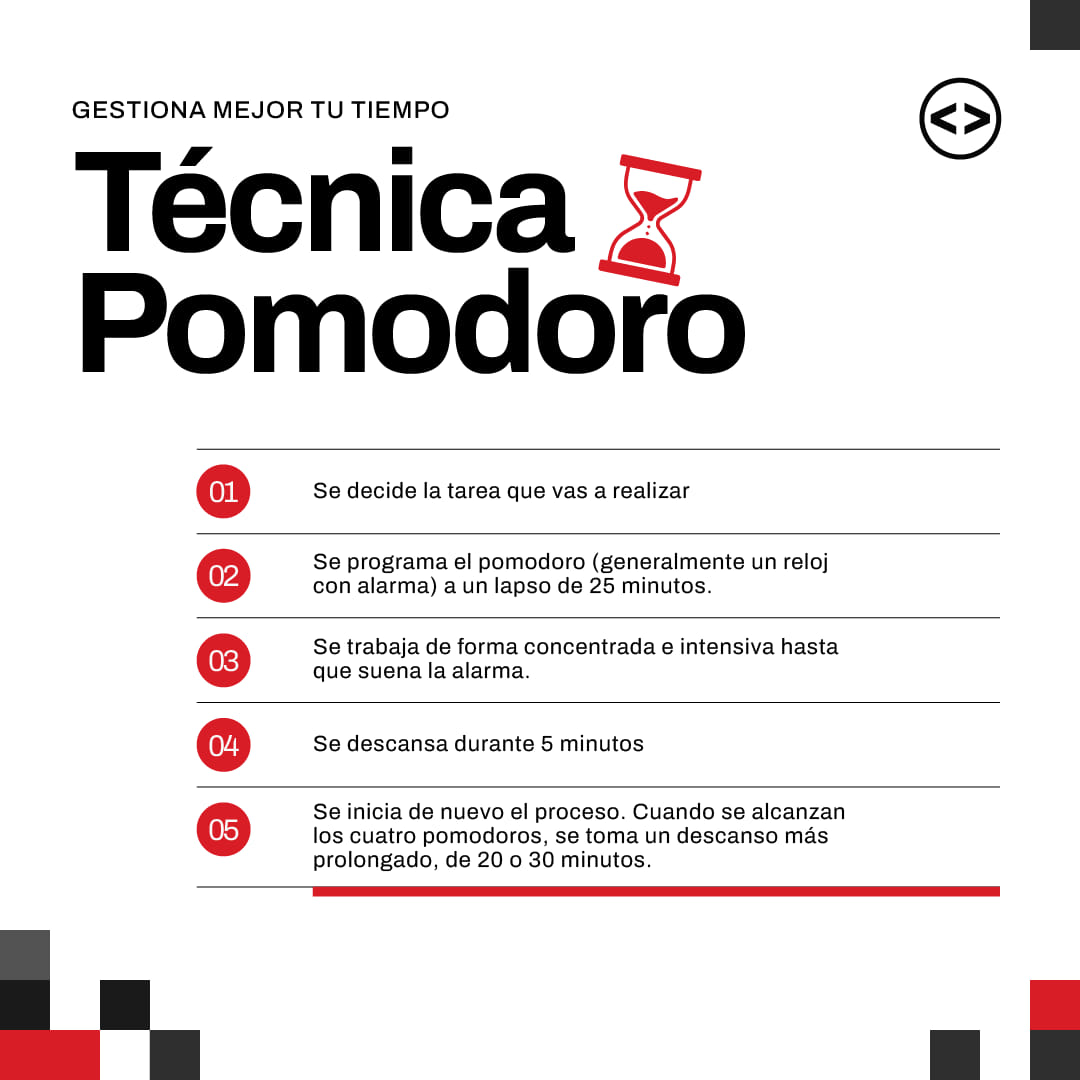 GESTIONA MEJOR TU TIEMPO
Técnica
Pomodoro
<>
01
Se decide la tarea que vas a realizar
02
Se programa el pomodoro (generalmente un reloj
con alarma) a un lapso de 25 minutos.
03
Se trabaja de forma concentrada e intensiva hasta
que suena la alarma.
04
Se descansa durante 5 minutos
05
Se inicia de nuevo el proceso. Cuando se alcanzan
los cuatro pomodoros, se toma un descanso más
prolongado, de 20 o 30 minutos.